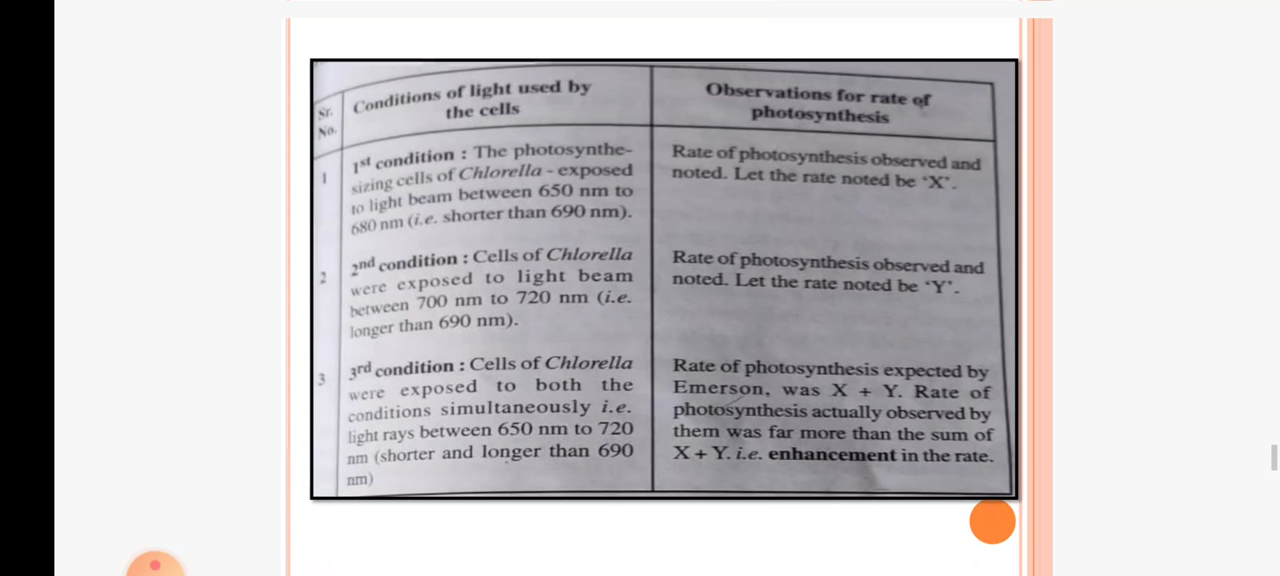 Sr. No.
Conditions of light used by
the cells
Observations for rate of
photosynthesis
1
1st condition : The photosynthe-
sizing cells of Chlorella - exposed
to light beam between 650 nm to
680 nm (i.e. shorter than 690 nm).
Rate of photosynthesis observed and
noted. Let the rate noted be 'X'.
2
2nd condition : Cells of Chlorella
were exposed to light beam
between 700 nm to 720 nm (i.e.
longer than 690 nm).
Rate of photosynthesis observed and
noted. Let the rate noted be 'Y'.
3
3rd condition : Cells of Chlorella
were exposed to both the
conditions simultaneously i.e.
light rays between 650 nm to 720
nm (shorter and longer than 690
nm)
Rate of photosynthesis expected by
Emerson, was X + Y. Rate of
photosynthesis actually observed by
them was far more than the sum of
X + Y. i.e. enhancement in the rate.